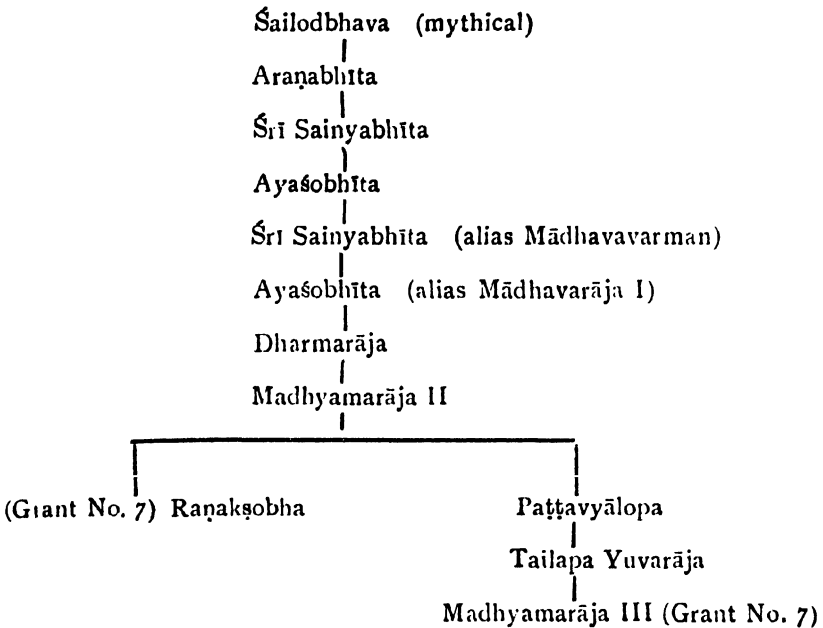 Śailodbhava (mythical)
Araṇabhīta
Śrī Sainyabhīta
Ayaśobhīta
Śrī Sainyabhīta (alias Mādhavavarman)
Ayaśobhīta (alias Mādhavarāja I)
Dharmarāja
Madhyamarāja II
(Grant No. 7) Raṇakṣobha
Paṭṭavyālopa
Tailapa Yuvarāja
Madhyamarāja III (Grant No. 7)